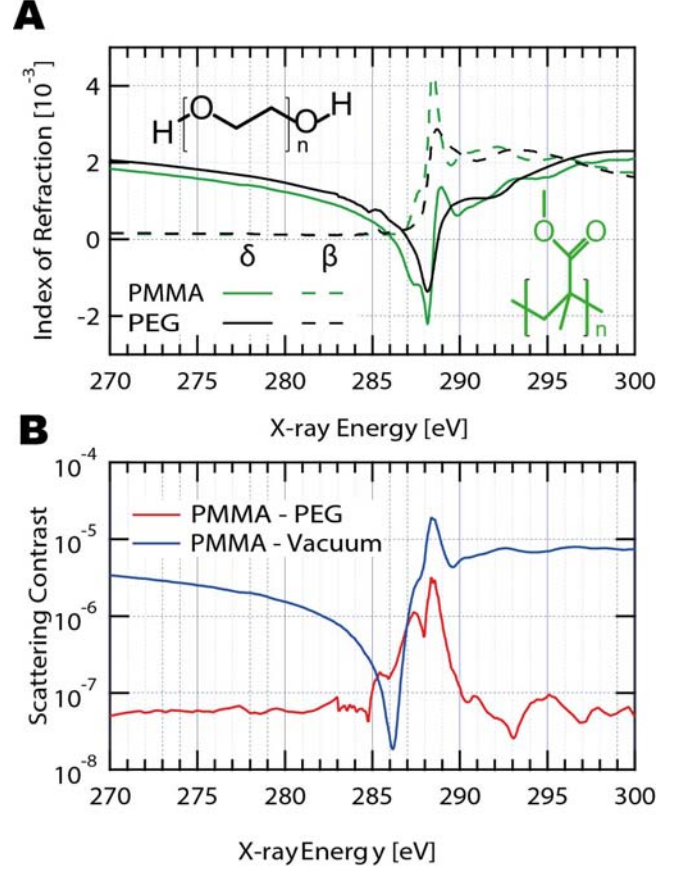 A
Index of Refraction [10⁻³]
4
2
0
-2
H
O
n
O
H
δ β
PMMA
PEG
O
O
n
270 275 280 285 290 295 300
X-ray Energy [eV]
B
Scattering Contrast
10⁻⁴
10⁻⁵
10⁻⁶
10⁻⁷
10⁻⁸
PMMA - PEG
PMMA - Vacuum
270 275 280 285 290 295 300
X-ray Energy [eV]